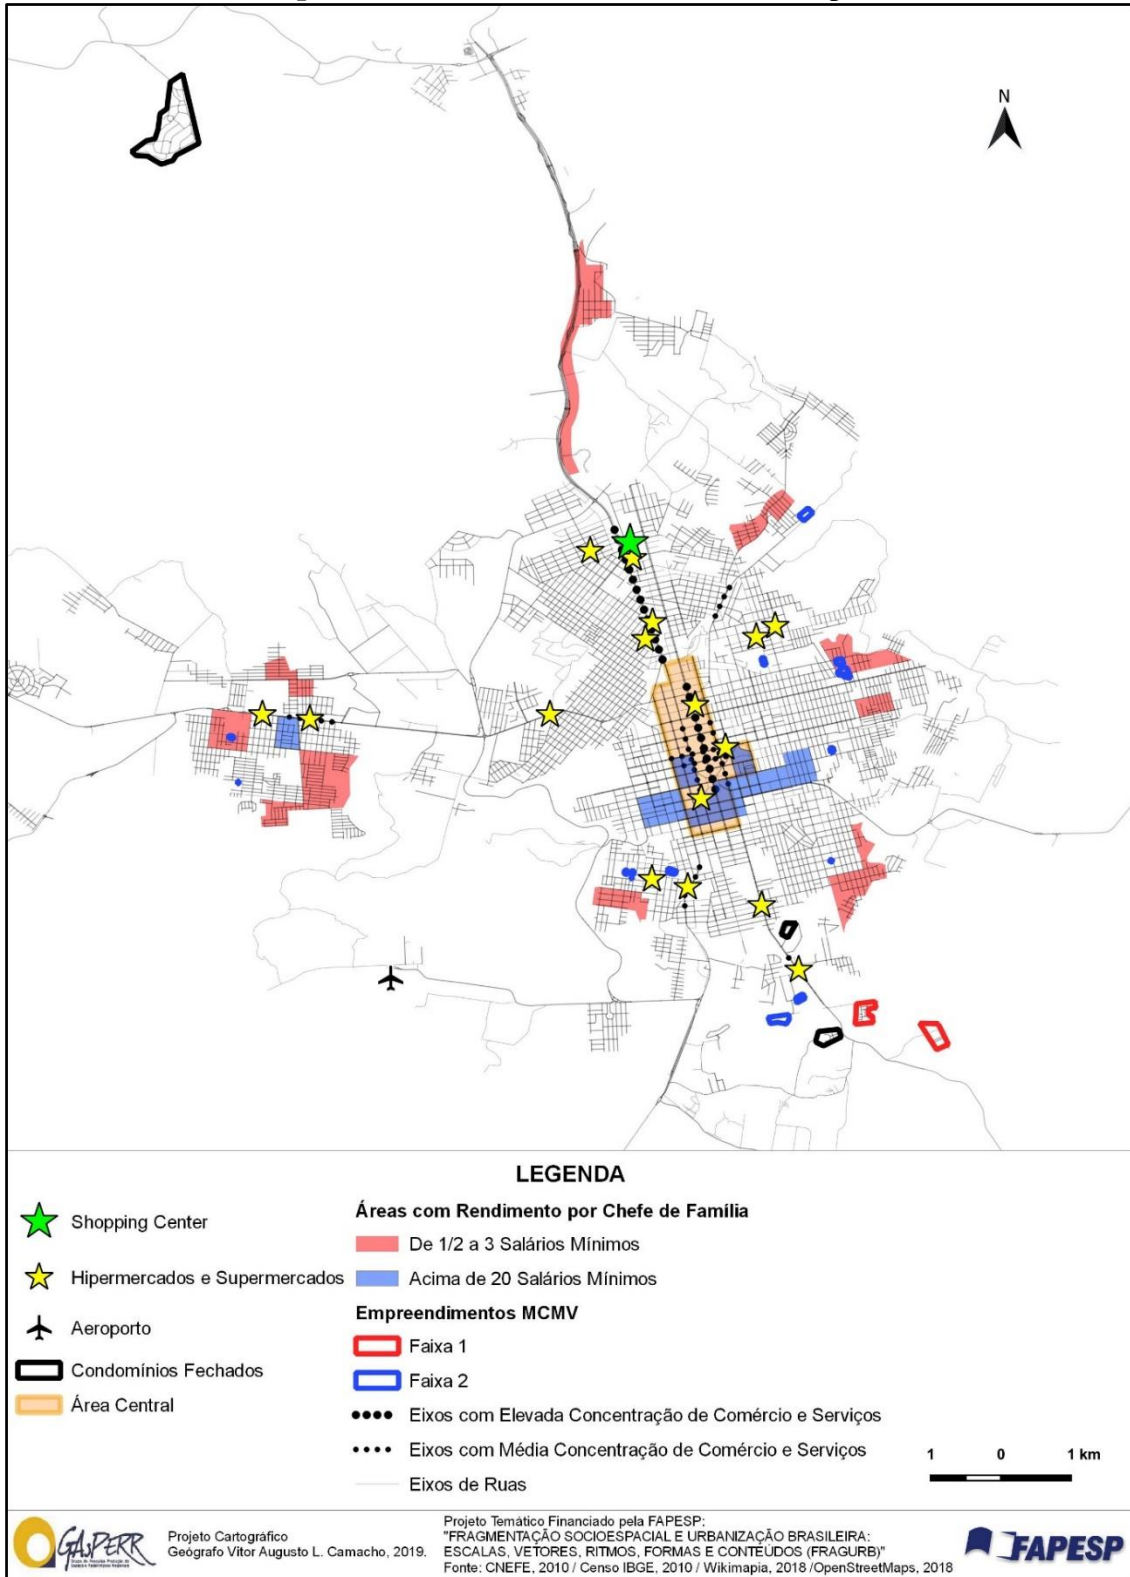 N
LEGENDA
Shopping Center
Hipermercados e Supermercados
Aeroporto
Condomínios Fechados
Área Central
Áreas com Rendimento por Chefe de Família
De 1/2 a 3 Salários Mínimos
Acima de 20 Salários Mínimos
Empreendimentos MCMV
Faixa 1
Faixa 2
Eixos com Elevada Concentração de Comércio e Serviços
Eixos com Média Concentração de Comércio e Serviços
Eixos de Ruas
1 0 1 km
GAsPERR
Projeto Cartográfico
Geógrafo Vitor Augusto L. Camacho, 2019.
Projeto Temático Financiado pela FAPESP:
"FRAGMENTAÇÃO SOCIOESPACIAL E URBANIZAÇÃO BRASILEIRA:
ESCALAS, VETORES, RITMOS, FORMAS E CONTEÚDOS (FRAGURB)"
Fonte: CNEFE, 2010 / Censo IBGE, 2010 / Wikimapia, 2018 /OpenStreetMaps, 2018
FAPESP